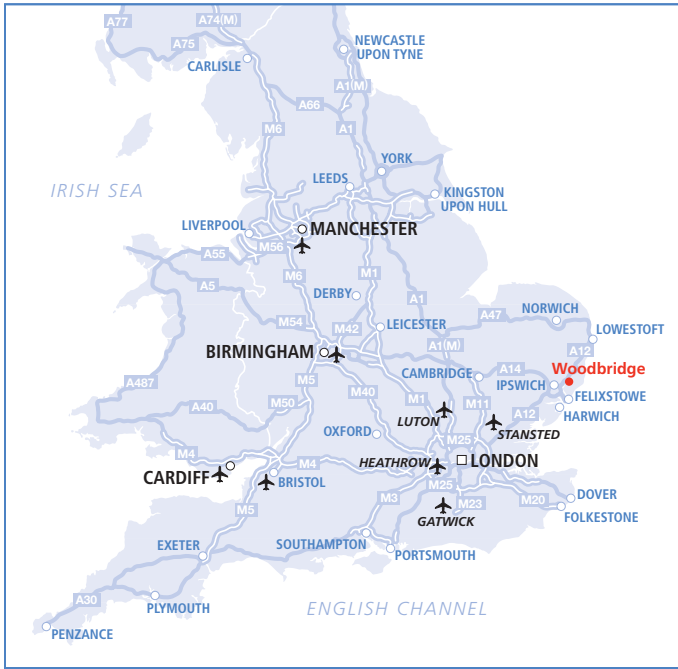 A77
A74(M)
A75
CARLISLE
NEWCASTLE
UPON TYNE
A1(M)
A66
M6
A1
YORK
LEEDS
IRISH SEA
KINGSTON
UPON HULL
LIVERPOOL
MANCHESTER
M56
A55
M6
M1
A5
DERBY
A1
NORWICH
A47
LOWESTOFT
M54
M42
LEICESTER
A1(M)
A12
BIRMINGHAM
Woodbridge
A14
CAMBRIDGE
IPSWICH
A487
M5
M40
M1
M11
FELIXSTOWE
A40
M50
LUTON
A12
HARWICH
OXFORD
STANSTED
M25
M4
CARDIFF
M4
HEATHROW
LONDON
BRISTOL
M25
M3
M23
M20
DOVER
M5
GATWICK
FOLKESTONE
EXETER
SOUTHAMPTON
PORTSMOUTH
A30
PLYMOUTH
ENGLISH CHANNEL
PENZANCE